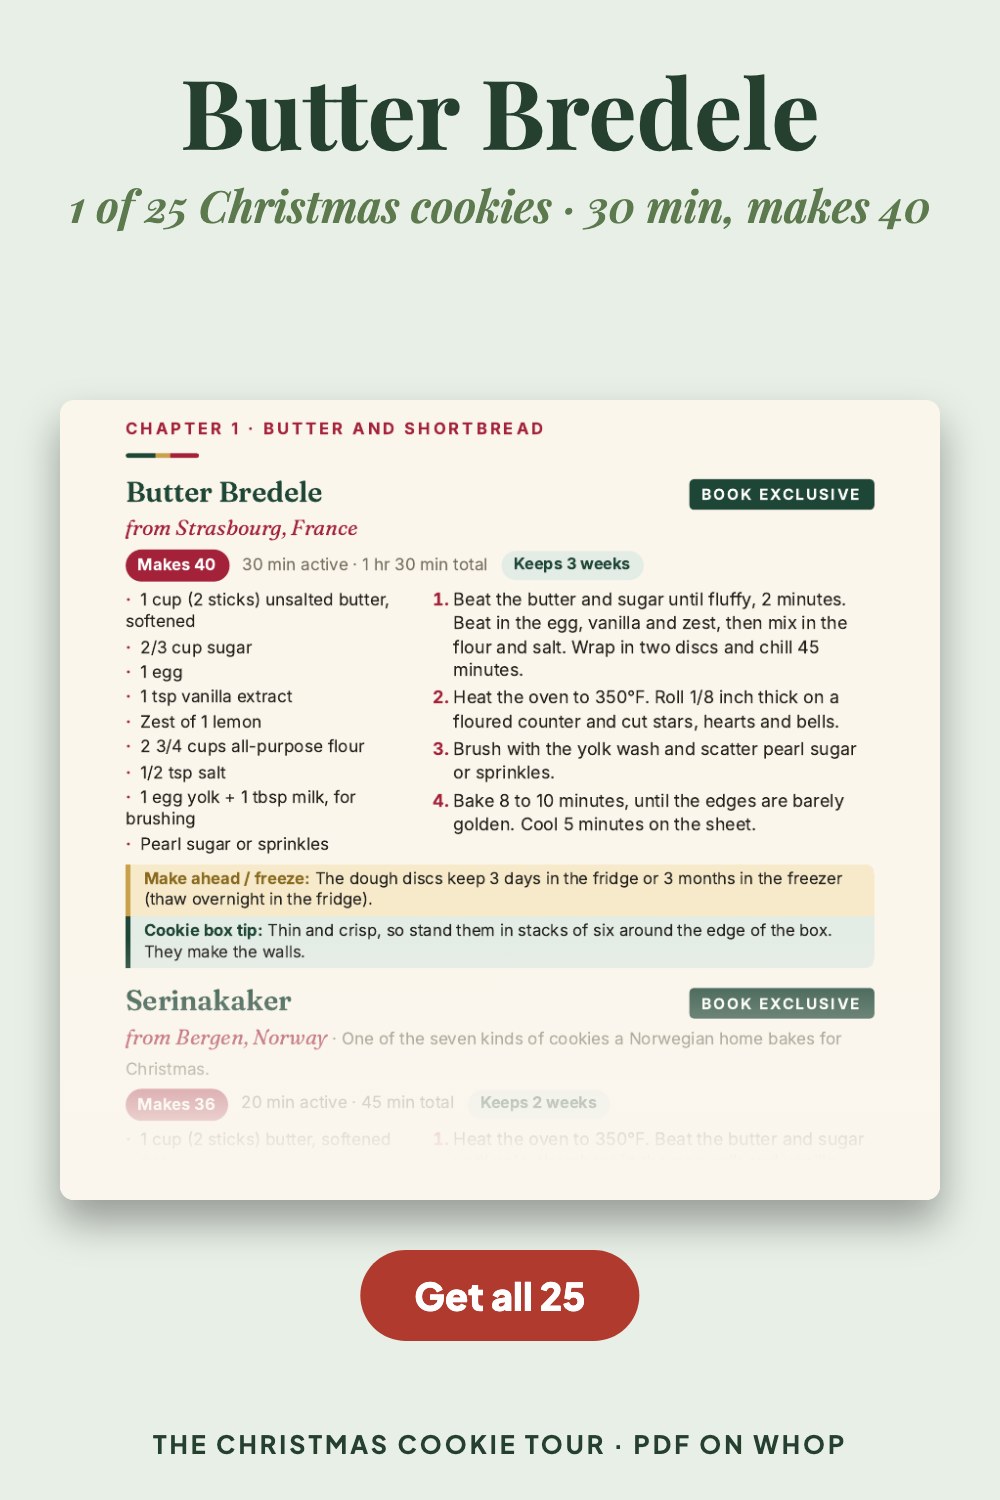 Butter Bredele
1 of 25 Christmas cookies · 30 min, makes 40
CHAPTER 1 · BUTTER AND SHORTBREAD
Butter Bredele
BOOK EXCLUSIVE
from Strasbourg, France
Makes 40
30 min active · 1 hr 30 min total
Keeps 3 weeks
· 1 cup (2 sticks) unsalted butter,
softened
· 2/3 cup sugar
· 1 egg
· 1 tsp vanilla extract
· Zest of 1 lemon
· 2 3/4 cups all-purpose flour
· 1/2 tsp salt
· 1 egg yolk + 1 tbsp milk, for
brushing
· Pearl sugar or sprinkles
1. Beat the butter and sugar until fluffy, 2 minutes.
Beat in the egg, vanilla and zest, then mix in the
flour and salt. Wrap in two discs and chill 45
minutes.
2. Heat the oven to 350°F. Roll 1/8 inch thick on a
floured counter and cut stars, hearts and bells.
3. Brush with the yolk wash and scatter pearl sugar
or sprinkles.
4. Bake 8 to 10 minutes, until the edges are barely
golden. Cool 5 minutes on the sheet.
Make ahead / freeze: The dough discs keep 3 days in the fridge or 3 months in the freezer
(thaw overnight in the fridge).
Cookie box tip: Thin and crisp, so stand them in stacks of six around the edge of the box.
They make the walls.
Serinakaker
BOOK EXCLUSIVE
from Bergen, Norway · One of the seven kinds of cookies a Norwegian home bakes for
Christmas.
Makes 36
20 min active · 45 min total
Keeps 2 weeks
· 1 cup (2 sticks) butter, softened
1. Heat the oven to 350°F. Beat the butter and sugar
Get all 25
THE CHRISTMAS COOKIE TOUR · PDF ON WHOP